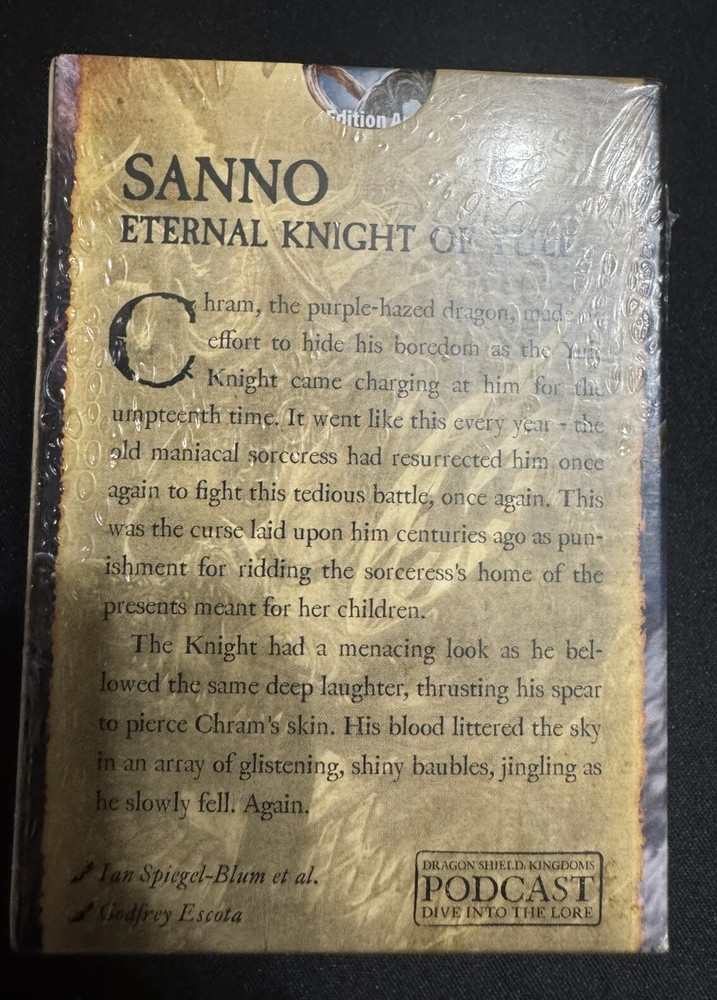 Edition A
SANNO
ETERNAL KNIGHT OF YULE
Chram, the purple-hazed dragon, made no
effort to hide his boredom as the Yule
Knight came charging at him for the
umpteenth time. It went like this every year - the
old maniacal sorceress had resurrected him once
again to fight this tedious battle, once again. This
was the curse laid upon him centuries ago as pun-
ishment for ridding the sorceress's home of the
presents meant for her children.
The Knight had a menacing look as he bel-
lowed the same deep laughter, thrusting his spear
to pierce Chram's skin. His blood littered the sky
in an array of glistening, shiny baubles, jingling as
he slowly fell. Again.
Ian Spiegel-Blum et al.
Godfrey Escota
DRAGON SHIELD: KINGDOMS
PODCAST
DIVE INTO THE LORE